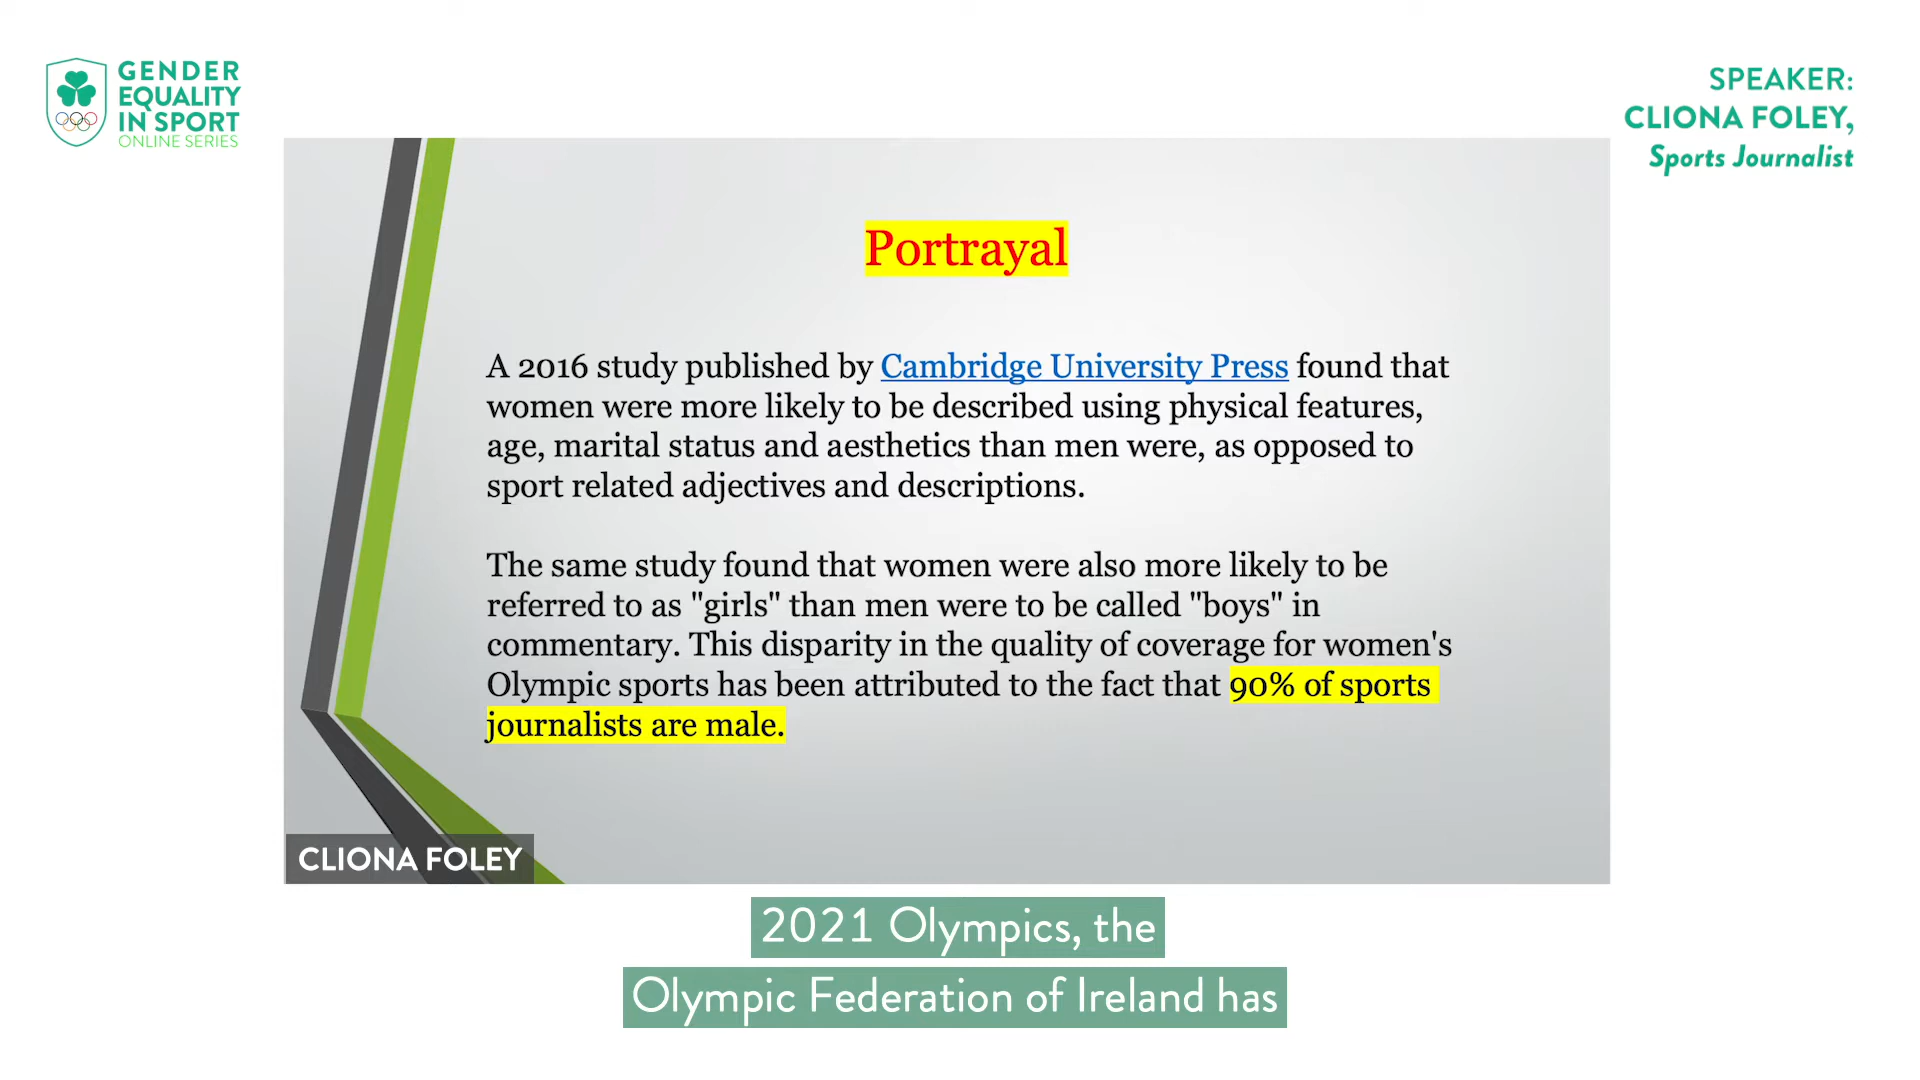 GENDER
EQUALITY
IN SPORT
ONLINE SERIES
SPEAKER:
CLIONA FOLEY,
Sports Journalist
Portrayal
A 2016 study published by Cambridge University Press found that
women were more likely to be described using physical features,
age, marital status and aesthetics than men were, as opposed to
sport related adjectives and descriptions.
The same study found that women were also more likely to be
referred to as "girls" than men were to be called "boys" in
commentary. This disparity in the quality of coverage for women's
Olympic sports has been attributed to the fact that 90% of sports
journalists are male.
CLIONA FOLEY
2021 Olympics, the
Olympic Federation of Ireland has